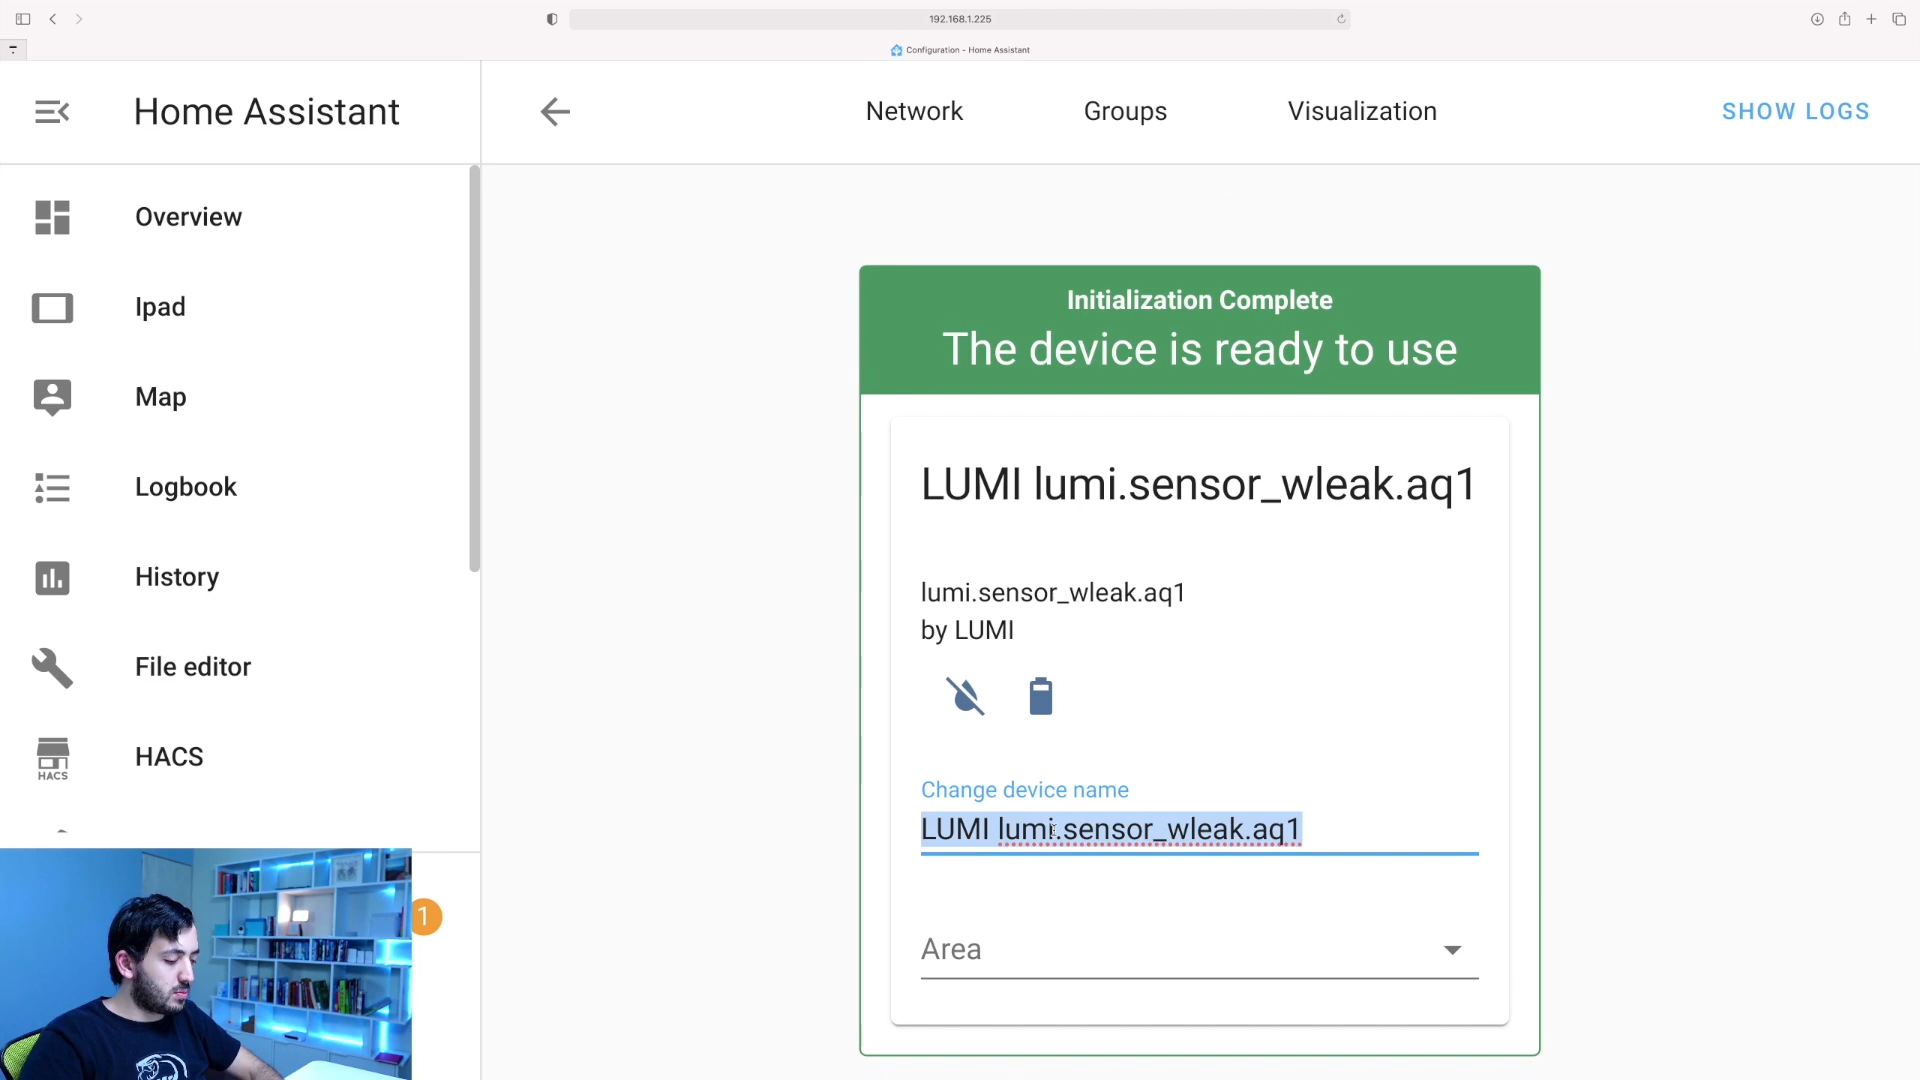 192.168.1.225
Configuration - Home Assistant
Home Assistant
Network
Groups
Visualization
SHOW LOGS
Overview
Ipad
Map
Logbook
History
File editor
HACS
HACS
1
Initialization Complete
The device is ready to use
LUMI lumi.sensor_wleak.aq1
lumi.sensor_wleak.aq1
by LUMI
Change device name
LUMI lumi.sensor_wleak.aq1
Area